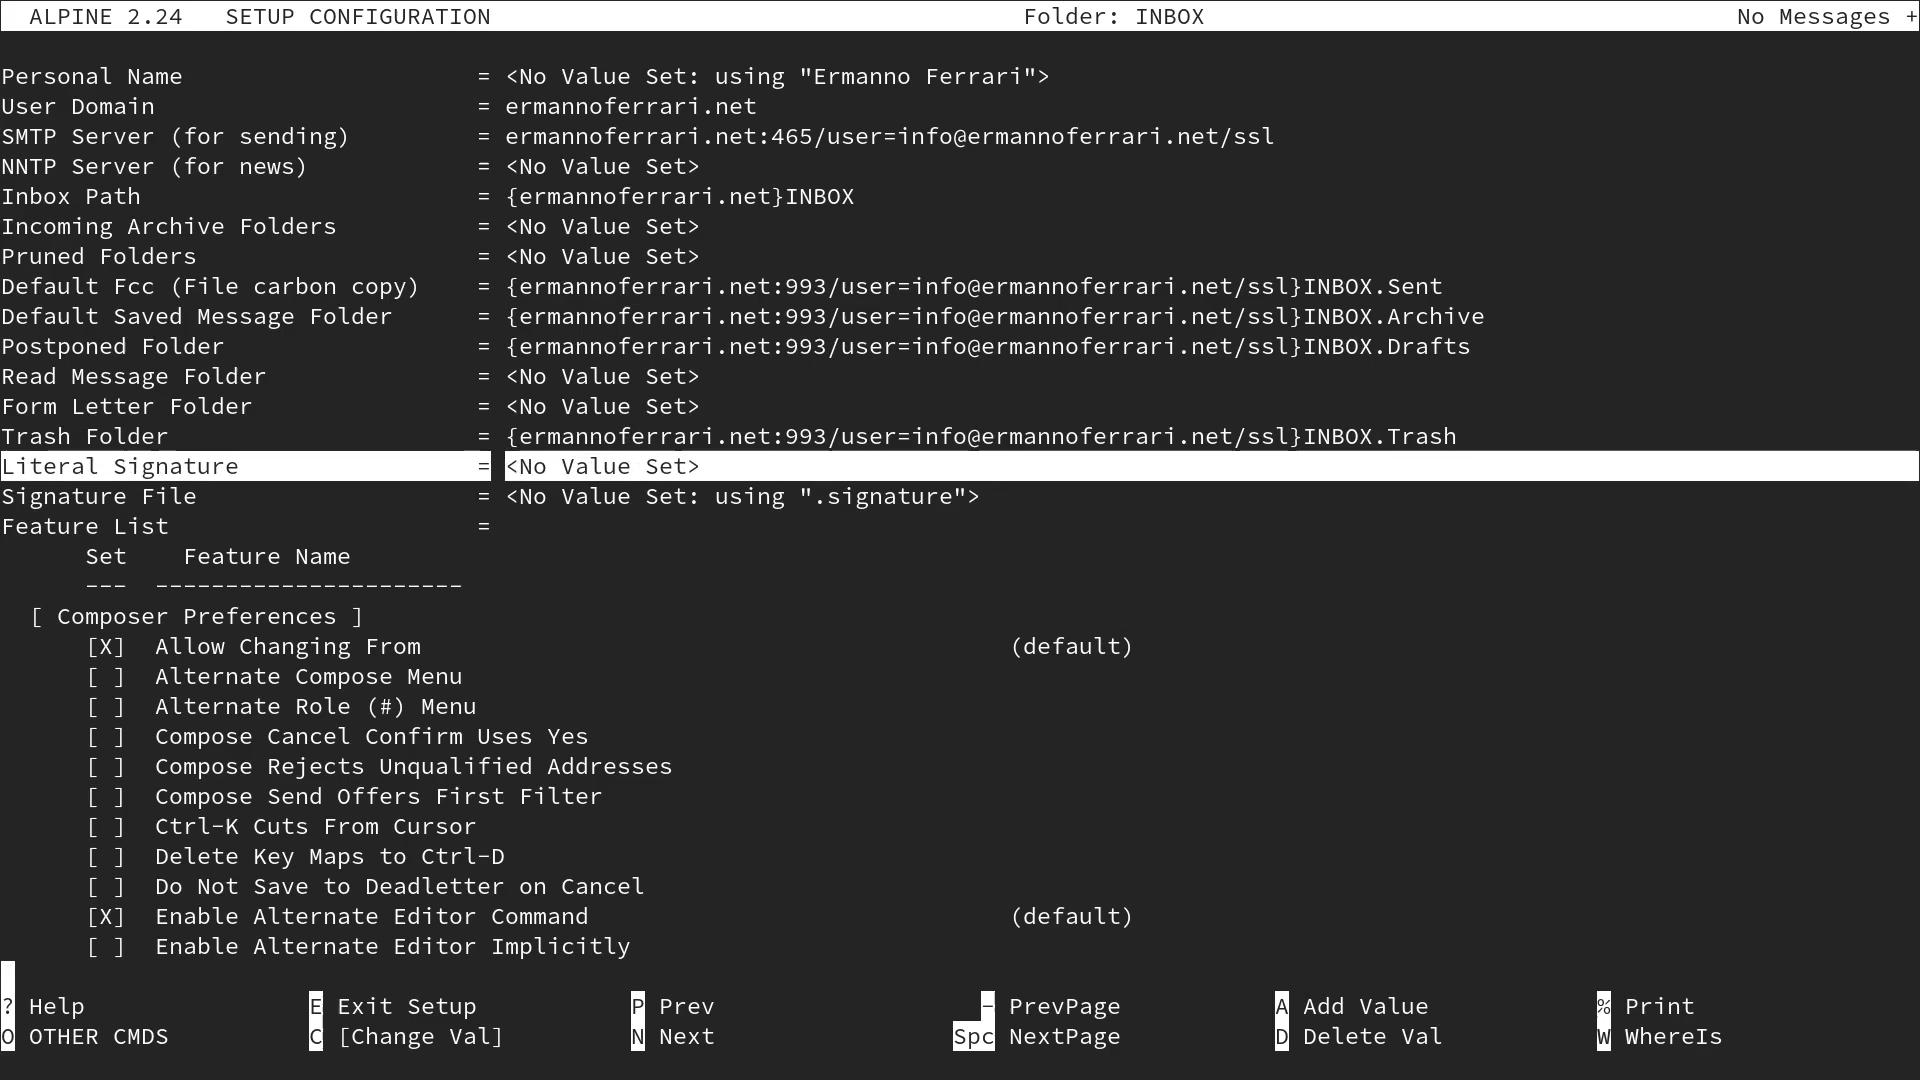 ALPINE 2.24   SETUP CONFIGURATION   Folder: INBOX   No Messages +
Personal Name = <No Value Set: using "Ermanno Ferrari">
User Domain = ermannoferrari.net
SMTP Server (for sending) = ermannoferrari.net:465/user=info@ermannoferrari.net/ssl
NNTP Server (for news) = <No Value Set>
Inbox Path = {ermannoferrari.net}INBOX
Incoming Archive Folders = <No Value Set>
Pruned Folders = <No Value Set>
Default Fcc (File carbon copy) = {ermannoferrari.net:993/user=info@ermannoferrari.net/ssl}INBOX.Sent
Default Saved Message Folder = {ermannoferrari.net:993/user=info@ermannoferrari.net/ssl}INBOX.Archive
Postponed Folder = {ermannoferrari.net:993/user=info@ermannoferrari.net/ssl}INBOX.Drafts
Read Message Folder = <No Value Set>
Form Letter Folder = <No Value Set>
Trash Folder = {ermannoferrari.net:993/user=info@ermannoferrari.net/ssl}INBOX.Trash
Literal Signature = <No Value Set>
Signature File = <No Value Set: using ".signature">
Feature List =
Set    Feature Name
---  ----------------------
[ Composer Preferences ]
[X]  Allow Changing From   (default)
[ ]  Alternate Compose Menu
[ ]  Alternate Role (#) Menu
[ ]  Compose Cancel Confirm Uses Yes
[ ]  Compose Rejects Unqualified Addresses
[ ]  Compose Send Offers First Filter
[ ]  Ctrl-K Cuts From Cursor
[ ]  Delete Key Maps to Ctrl-D
[ ]  Do Not Save to Deadletter on Cancel
[X]  Enable Alternate Editor Command   (default)
[ ]  Enable Alternate Editor Implicitly
? Help   E Exit Setup   P Prev   - PrevPage   A Add Value   % Print
O OTHER CMDS   C [Change Val]   N Next   Spc NextPage   D Delete Val   W WhereIs